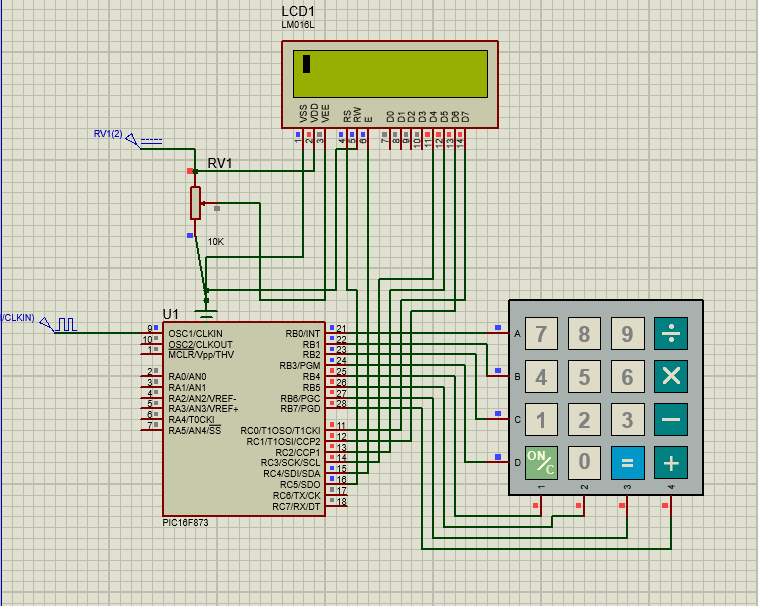 LCD1
LM016L
VSS
VDD
VEE
RS
RW
E
D0
D1
D2
D3
D4
D5
D6
D7
1
2
3
4
5
6
7
8
9
10
11
12
13
14
RV1(2)
RV1
10K
/CLKIN)
U1
9 OSC1/CLKIN RB0/INT 21
10 OSC2/CLKOUT RB1 22
1 MCLR/Vpp/THV RB2 23
RB3/PGM 24
2 RA0/AN0 RB4 25
3 RA1/AN1 RB5 26
4 RA2/AN2/VREF- RB6/PGC 27
5 RA3/AN3/VREF+ RB7/PGD 28
6 RA4/T0CKI
7 RA5/AN4/SS RC0/T1OSO/T1CKI 11
RC1/T1OSI/CCP2 12
RC2/CCP1 13
RC3/SCK/SCL 14
RC4/SDI/SDA 15
RC5/SDO 16
RC6/TX/CK 17
RC7/RX/DT 18
PIC16F873
A 7 8 9 ÷
B 4 5 6 ×
C 1 2 3 −
D ON/C 0 = +
1 2 3 4